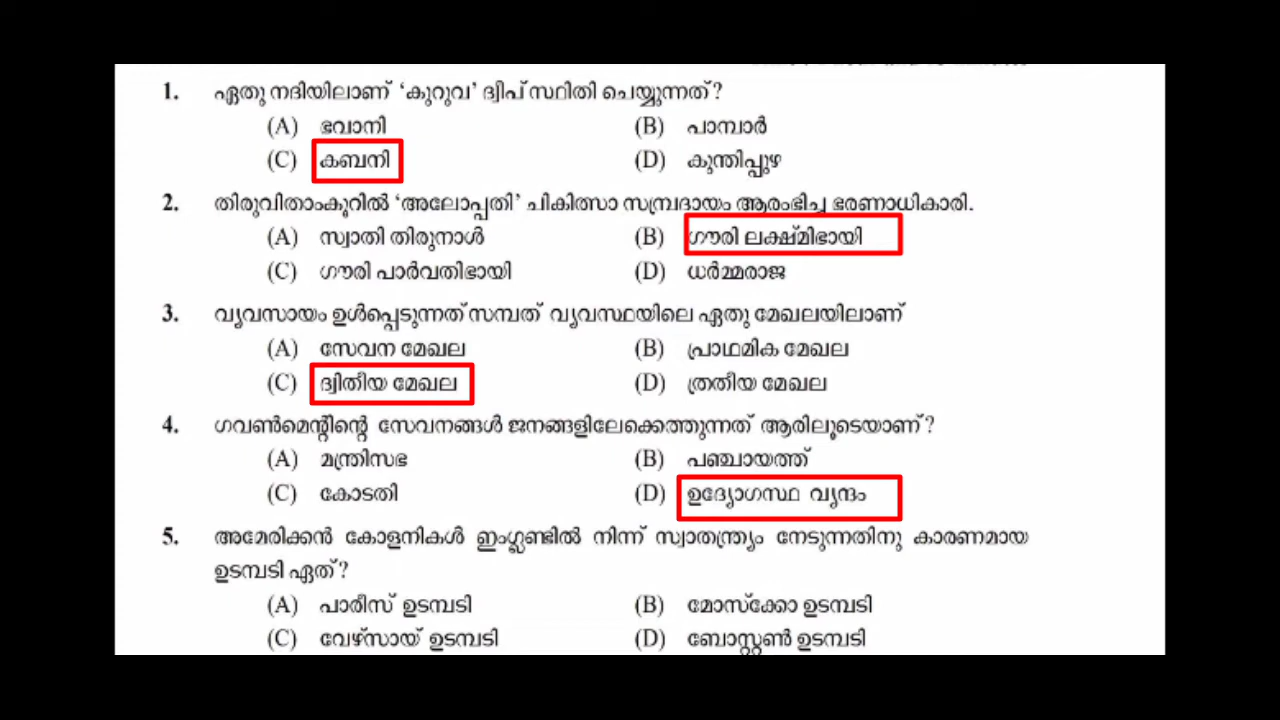 1. ഏതു നദിയിലാണ് ‘കുറുവ’ ദ്വീപ് സ്ഥിതി ചെയ്യുന്നത്?
(A) ഭവാനി (B) പാമ്പാർ
(C) കബനി (D) കുന്തിപ്പുഴ
2. തിരുവിതാംകൂറിൽ ‘അലോപ്പതി’ ചികിത്സാ സമ്പ്രദായം ആരംഭിച്ച ഭരണാധികാരി.
(A) സ്വാതി തിരുനാൾ (B) ഗൗരി ലക്ഷ്മിഭായി
(C) ഗൗരി പാർവതിഭായി (D) ധർമ്മരാജ
3. വ്യവസായം ഉൾപ്പെടുന്നത് സമ്പത് വ്യവസ്ഥയിലെ ഏതു മേഖലയിലാണ്
(A) സേവന മേഖല (B) പ്രാഥമിക മേഖല
(C) ദ്വിതീയ മേഖല (D) ത്രതീയ മേഖല
4. ഗവൺമെന്റിന്റെ സേവനങ്ങൾ ജനങ്ങളിലേക്കെത്തുന്നത് ആരിലൂടെയാണ്?
(A) മന്ത്രിസഭ (B) പഞ്ചായത്ത്
(C) കോടതി (D) ഉദ്യോഗസ്ഥ വൃന്ദം
5. അമേരിക്കൻ കോളനികൾ ഇംഗ്ലണ്ടിൽ നിന്ന് സ്വാതന്ത്ര്യം നേടുന്നതിനു കാരണമായ
ഉടമ്പടി ഏത്?
(A) പാരീസ് ഉടമ്പടി (B) മോസ്ക്കോ ഉടമ്പടി
(C) വേഴ്സായ് ഉടമ്പടി (D) ബോസ്റ്റൺ ഉടമ്പടി